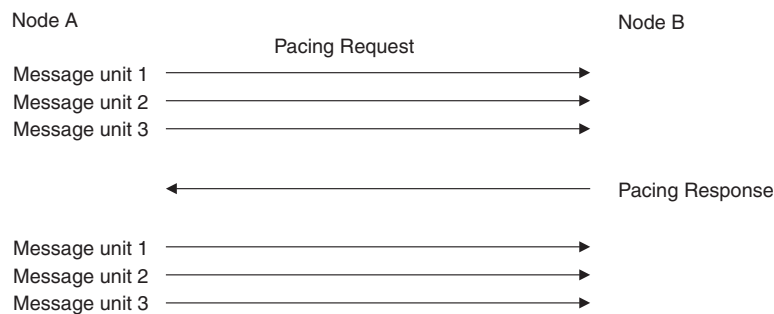 Node A
Node B
Pacing Request
Message unit 1
Message unit 2
Message unit 3
Pacing Response
Message unit 1
Message unit 2
Message unit 3